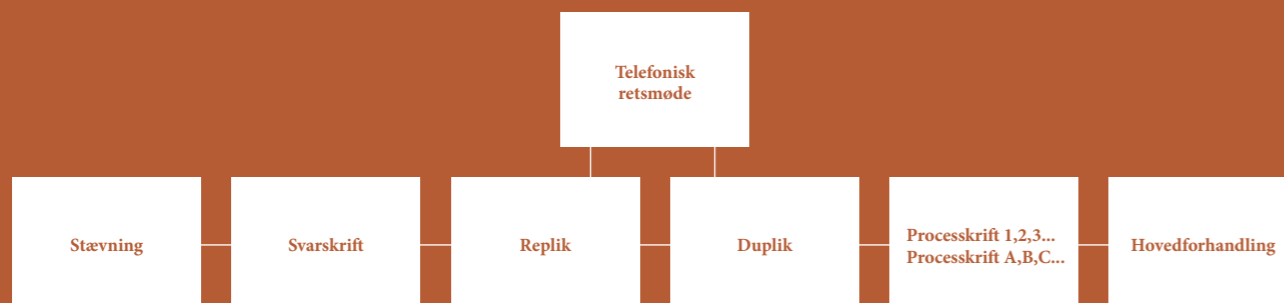 Telefonisk
retsmøde
Stævning
Svarskrift
Replik
Duplik
Processkrift 1,2,3...
Processkrift A,B,C...
Hovedforhandling